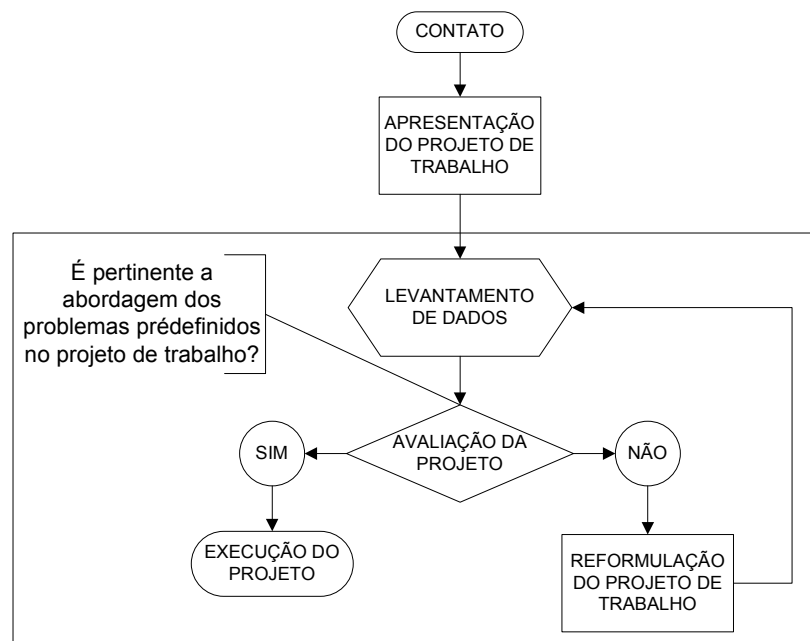 CONTATO
APRESENTAÇÃO
DO PROJETO DE
TRABALHO
É pertinente a
abordagem dos
problemas prédefinidos
no projeto de trabalho?
LEVANTAMENTO
DE DADOS
AVALIAÇÃO DA
PROJETO
SIM
NÃO
EXECUÇÃO DO
PROJETO
REFORMULAÇÃO
DO PROJETO DE
TRABALHO